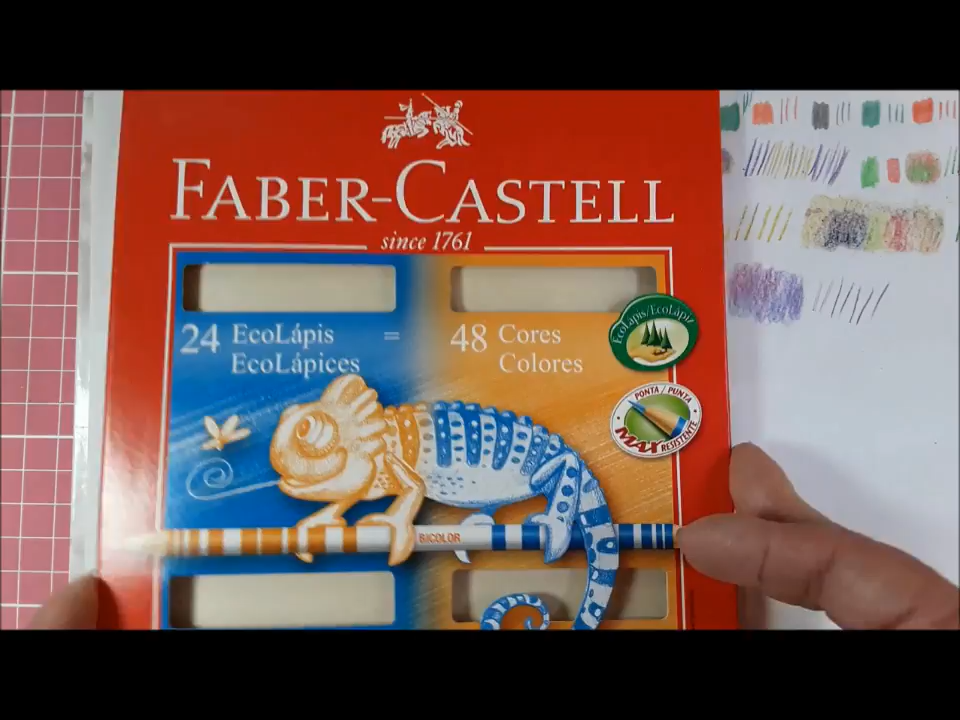 FABER-CASTELL
since 1761
24 EcoLápis = 48 Cores
EcoLápices Colores
EcoLápis/EcoLápiz
PONTA / PUNTA
MAX RESISTENTE
BICOLOR